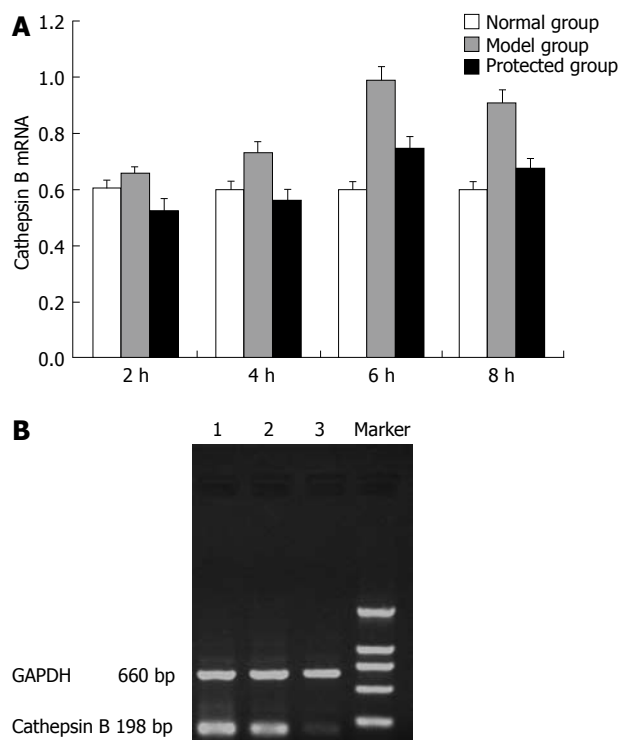 A
Normal group
Model group
Protected group
Cathepsin B mRNA
1.2
1.0
0.8
0.6
0.4
0.2
0.0
2 h 4 h 6 h 8 h
B
1 2 3 Marker
GAPDH 660 bp
Cathepsin B 198 bp